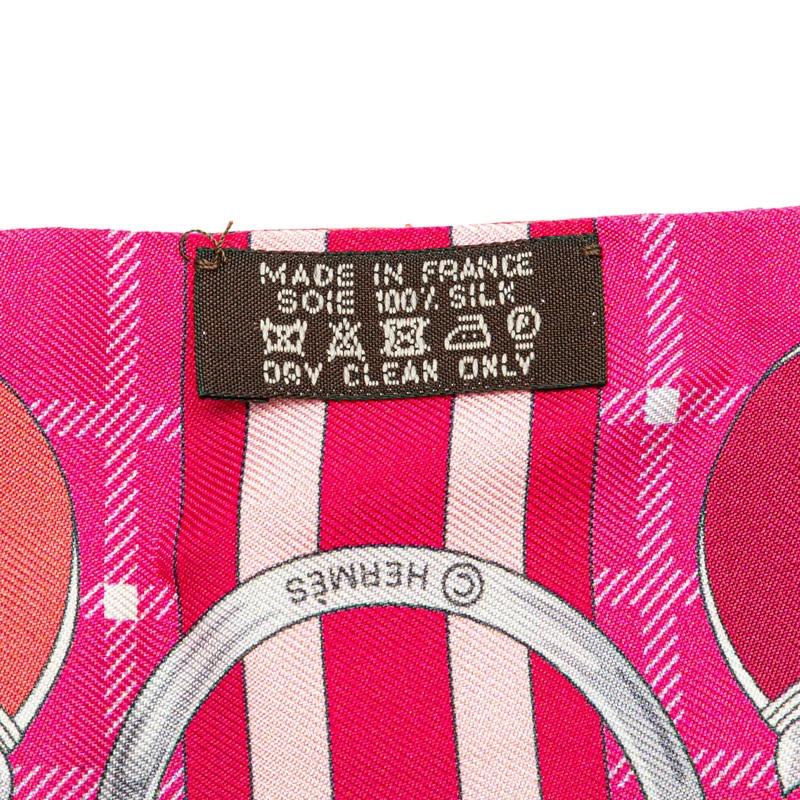 MADE IN FRANCE
SOIE 100% SILK
P
DRY CLEAN ONLY
© HERMÈS